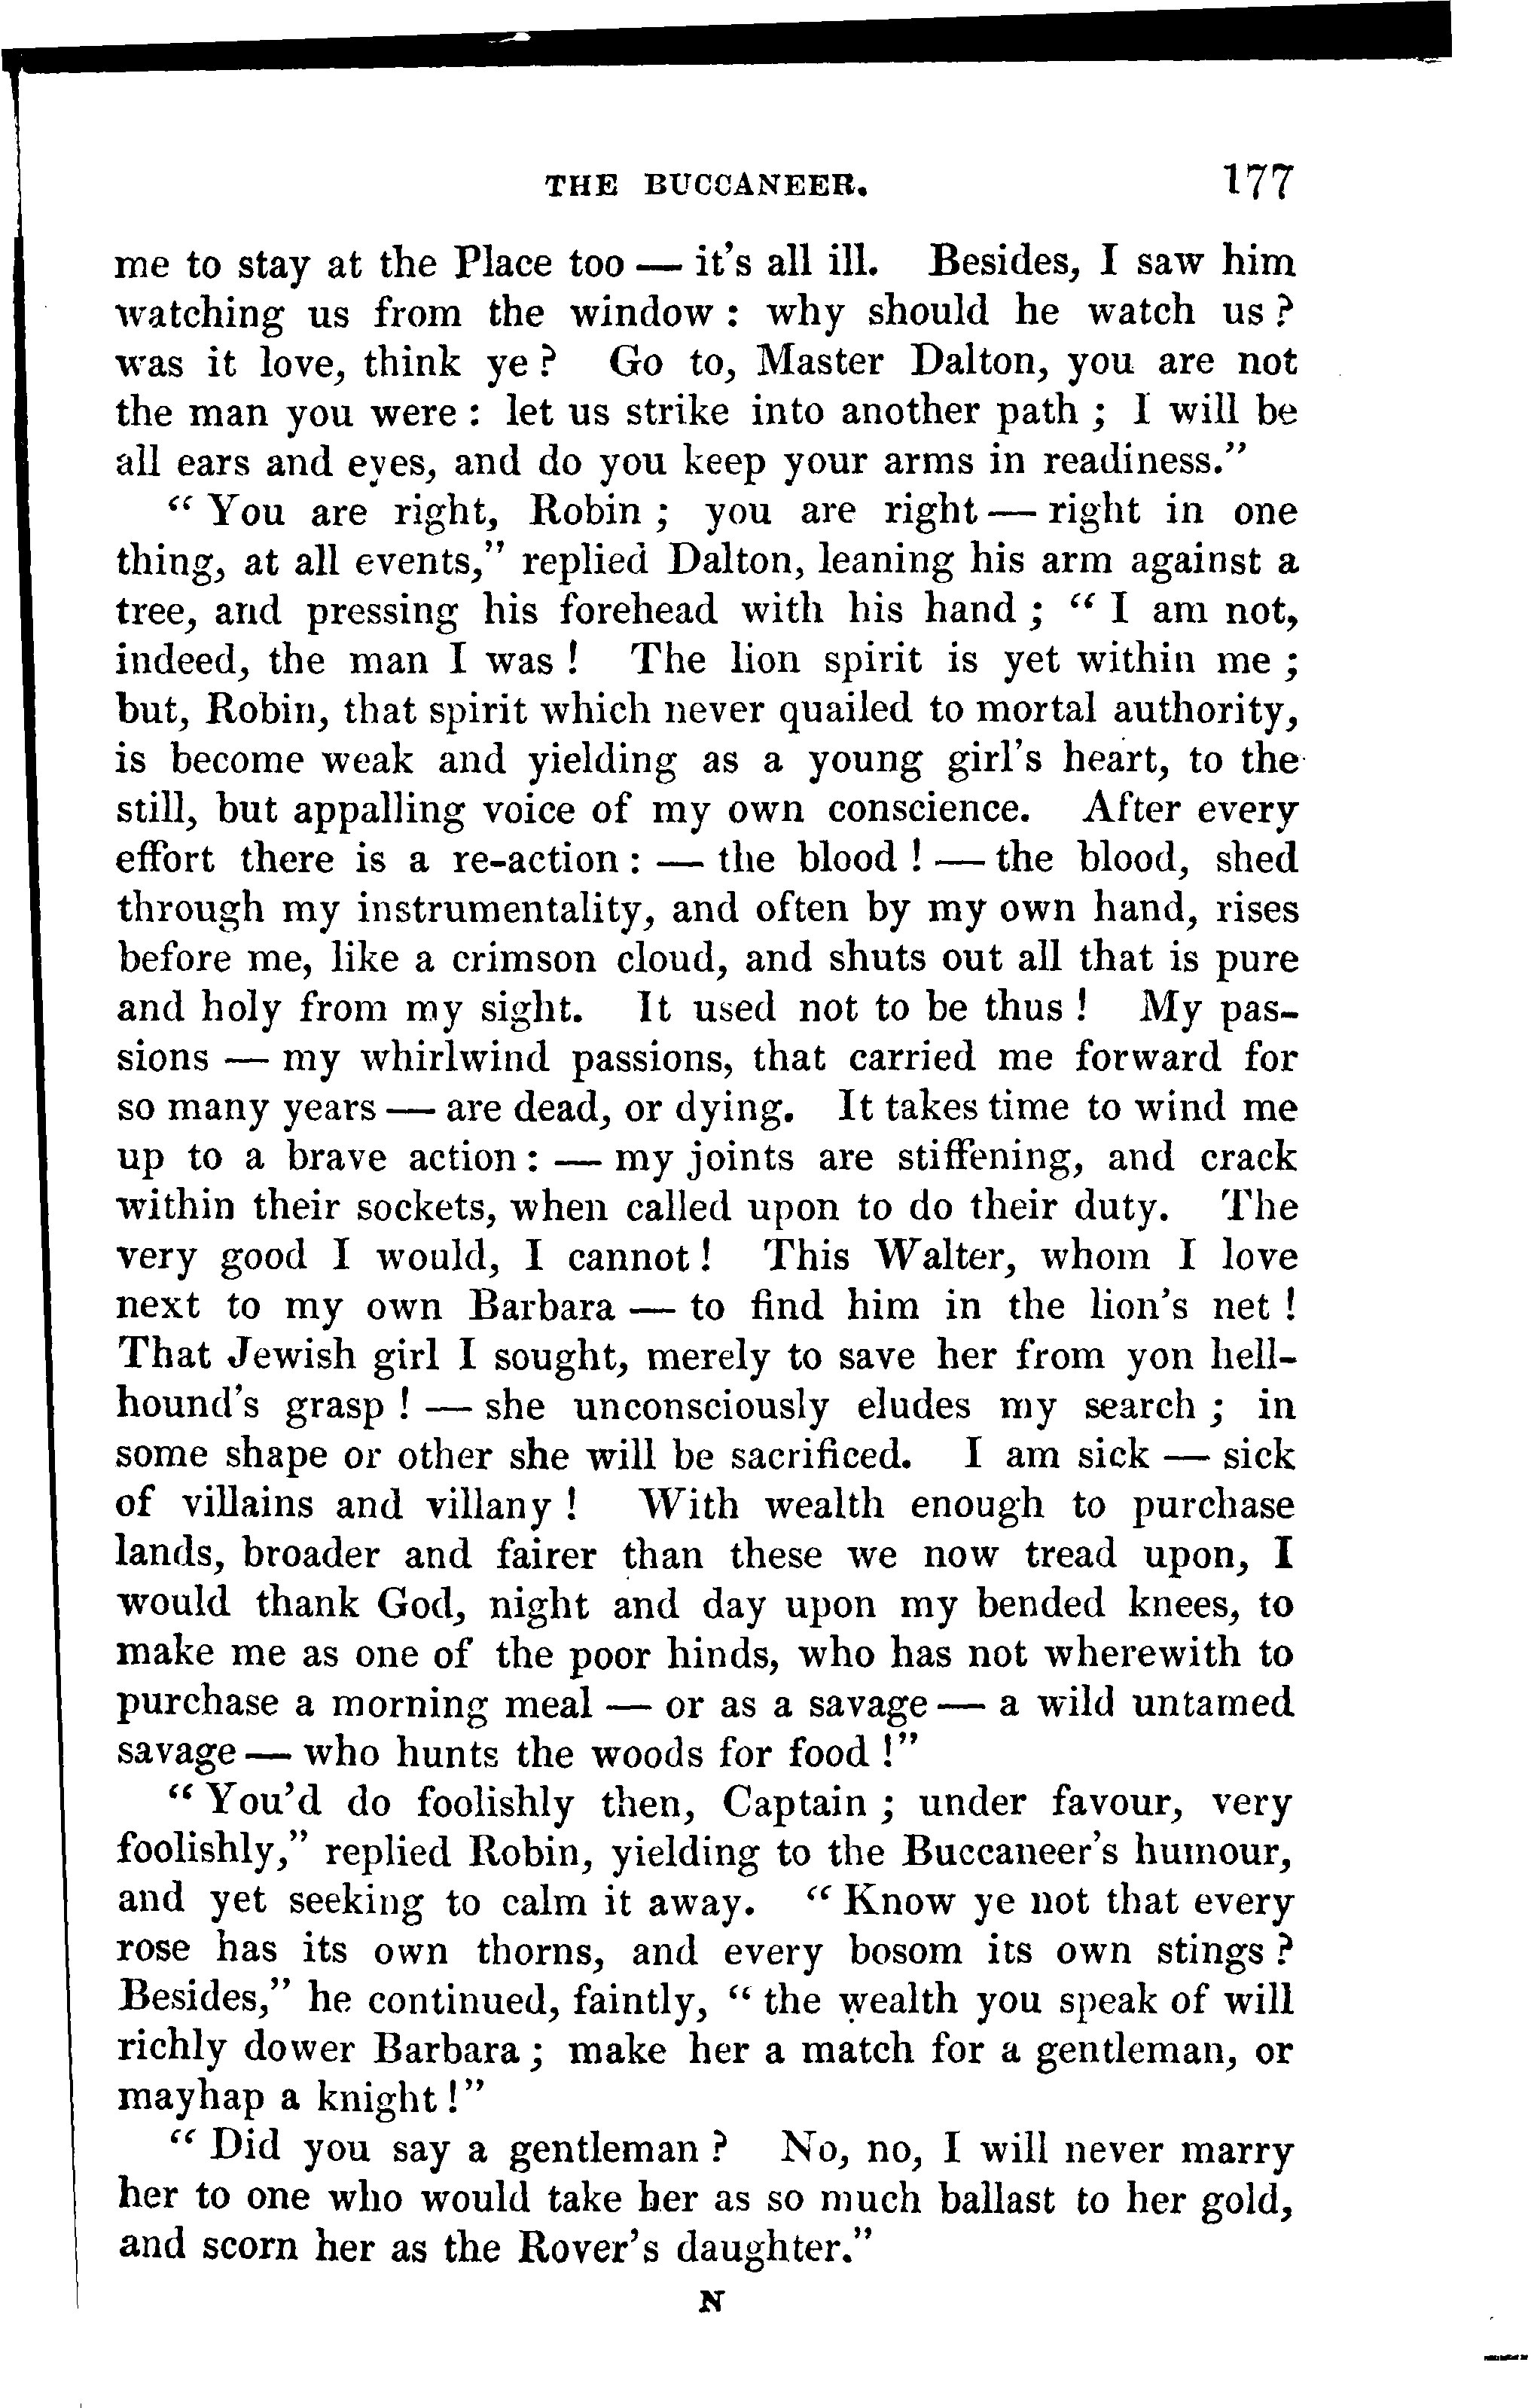 THE BUCCANEER. 177
me to stay at the Place too — it's all ill. Besides, I saw him
watching us from the window : why should he watch us ?
was it love, think ye ? Go to, Master Dalton, you are not
the man you were : let us strike into another path ; I will be
all ears and eyes, and do you keep your arms in readiness."
" You are right, Robin ; you are right — right in one
thing, at all events," replied Dalton, leaning his arm against a
tree, and pressing his forehead with his hand ; " I am not,
indeed, the man I was ! The lion spirit is yet within me ;
but, Robin, that spirit which never quailed to mortal authority,
is become weak and yielding as a young girl's heart, to the
still, but appalling voice of my own conscience. After every
effort there is a re-action : — the blood ! — the blood, shed
through my instrumentality, and often by my own hand, rises
before me, like a crimson cloud, and shuts out all that is pure
and holy from my sight. It used not to be thus ! My pas-
sions — my whirlwind passions, that carried me forward for
so many years — are dead, or dying. It takes time to wind me
up to a brave action : — my joints are stiffening, and crack
within their sockets, when called upon to do their duty. The
very good I would, I cannot ! This Walter, whom I love
next to my own Barbara — to find him in the lion's net !
That Jewish girl I sought, merely to save her from yon hell-
hound's grasp ! — she unconsciously eludes my search ; in
some shape or other she will be sacrificed. I am sick — sick
of villains and villany ! With wealth enough to purchase
lands, broader and fairer than these we now tread upon, I
would thank God, night and day upon my bended knees, to
make me as one of the poor hinds, who has not wherewith to
purchase a morning meal — or as a savage — a wild untamed
savage — who hunts the woods for food !"
" You'd do foolishly then, Captain ; under favour, very
foolishly," replied Robin, yielding to the Buccaneer's humour,
and yet seeking to calm it away. " Know ye not that every
rose has its own thorns, and every bosom its own stings ?
Besides," he continued, faintly, " the wealth you speak of will
richly dower Barbara ; make her a match for a gentleman, or
mayhap a knight !"
" Did you say a gentleman ? No, no, I will never marry
her to one who would take her as so much ballast to her gold,
and scorn her as the Rover's daughter."
N